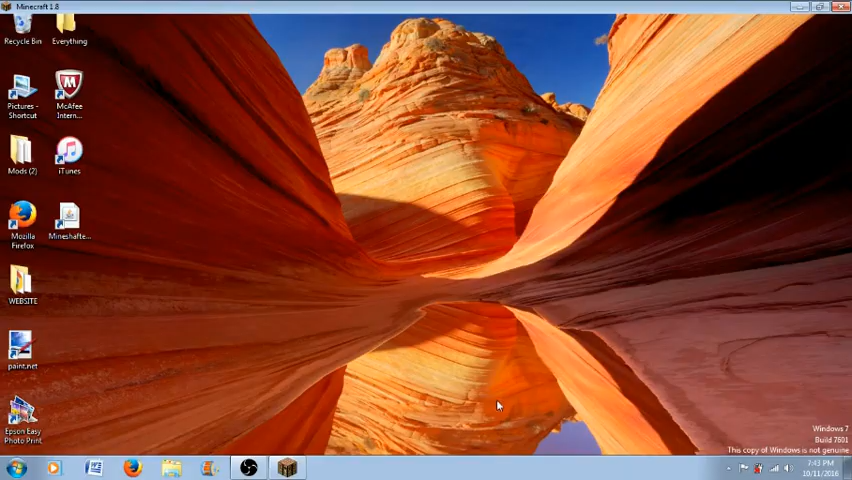 Minecraft 1.8
Recycle Bin
Everything
Pictures -
Shortcut
McAfee
Intern...
Mods (2)
iTunes
Mozilla
Firefox
Mineshafte...
WEBSITE
paint.net
Epson Easy
Photo Print
Windows 7
Build 7601
This copy of Windows is not genuine
7:43 PM
10/11/2016